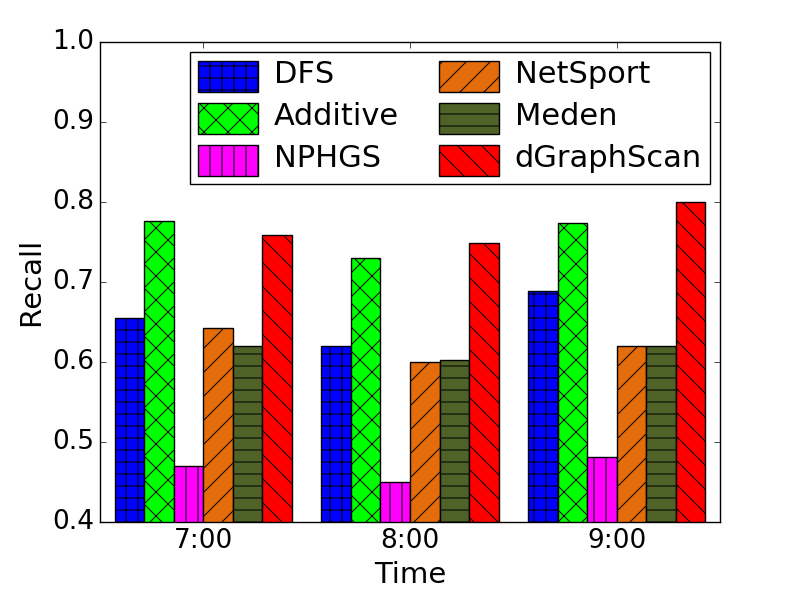 1.0
0.9
0.8
0.7
0.6
0.5
0.4
Recall
DFS
Additive
NPHGS
NetSport
Meden
dGraphScan
7:00 8:00 9:00
Time